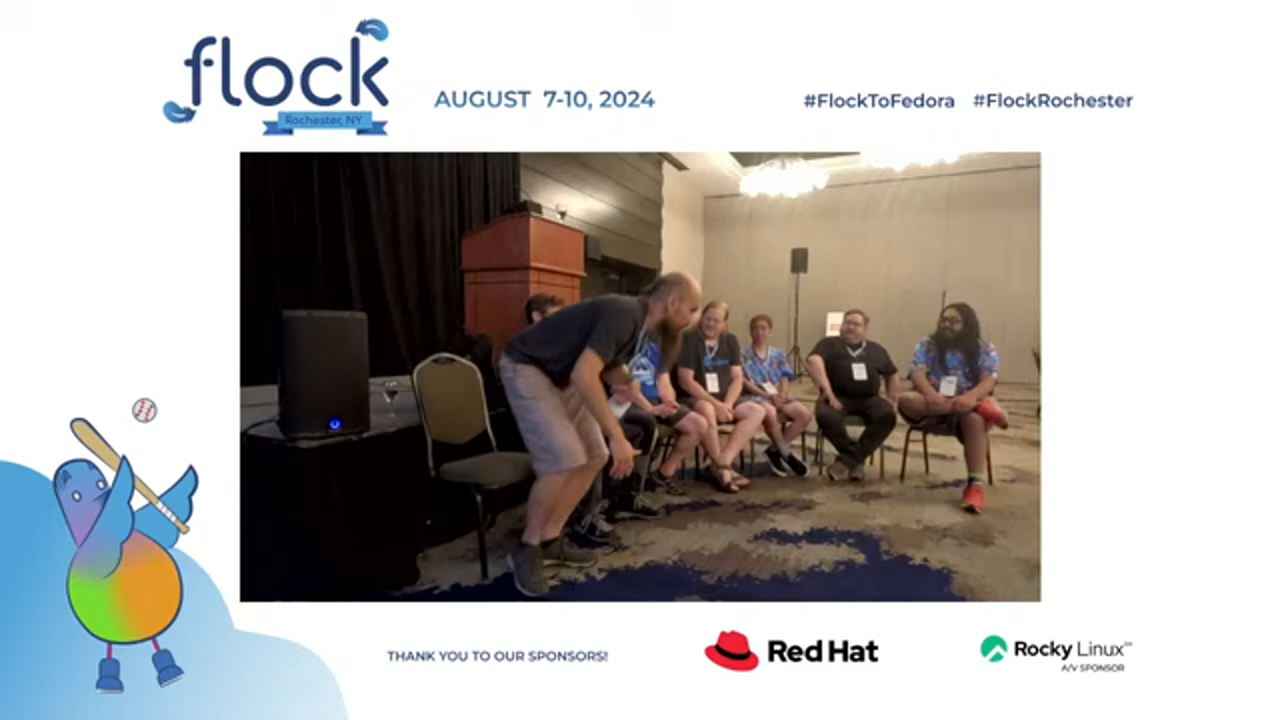 flock
Rochester, NY
AUGUST 7-10, 2024
#FlockToFedora #FlockRochester
THANK YOU TO OUR SPONSORS!
Red Hat
Rocky Linux
A/V SPONSOR